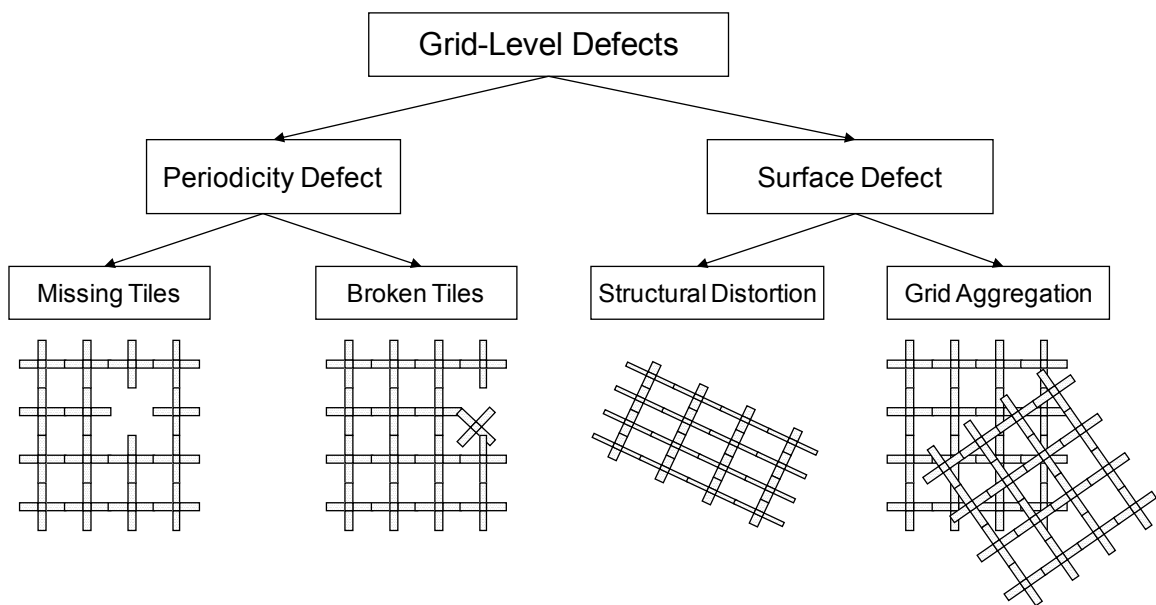 Grid-Level Defects
Periodicity Defect
Surface Defect
Missing Tiles
Broken Tiles
Structural Distortion
Grid Aggregation